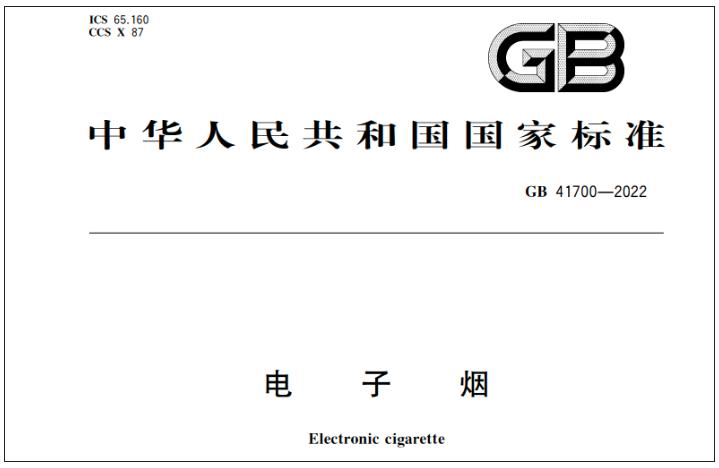 ICS 65.160
CCS X 87
GB
中华人民共和国国家标准
GB 41700—2022
电 子 烟
Electronic cigarette